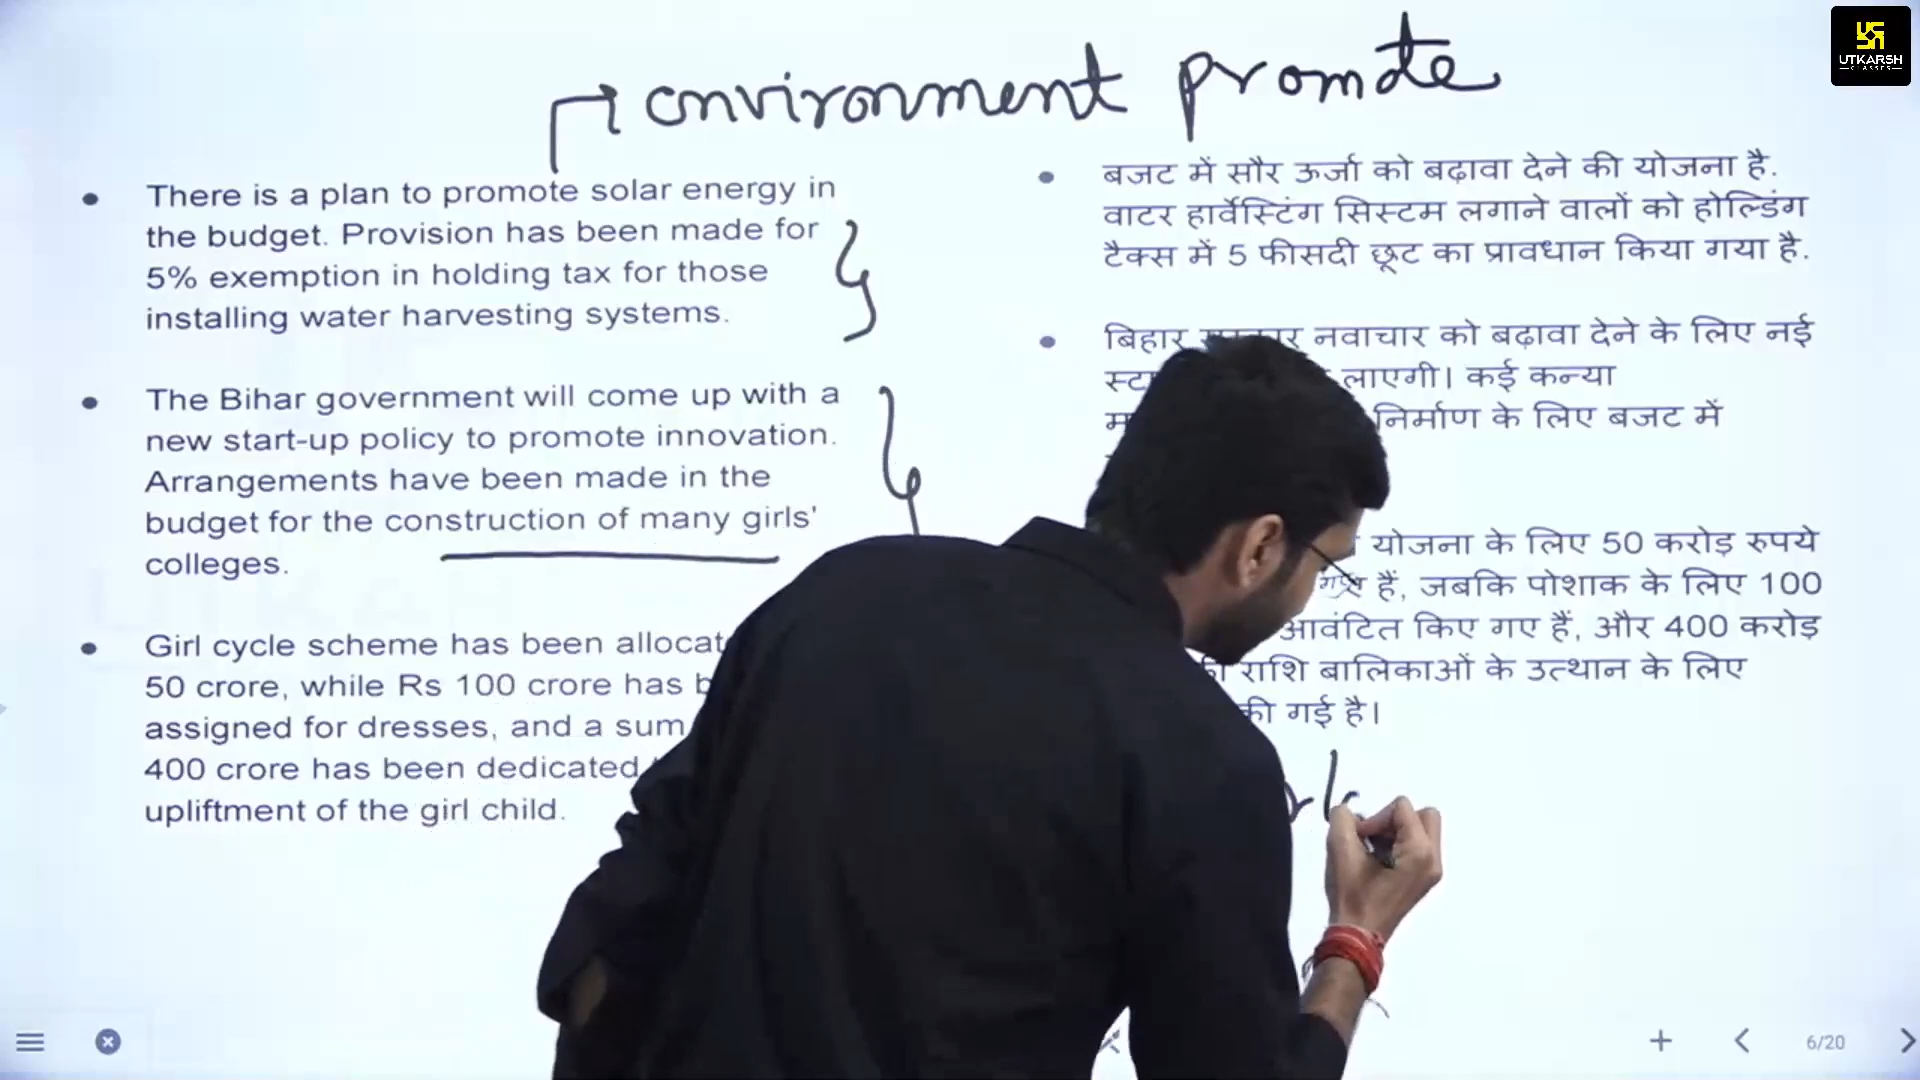 UTKARSH
CLASSES
environment promote
There is a plan to promote solar energy in
the budget. Provision has been made for
5% exemption in holding tax for those
installing water harvesting systems.
The Bihar government will come up with a
new start-up policy to promote innovation.
Arrangements have been made in the
budget for the construction of many girls'
colleges.
Girl cycle scheme has been
50 crore, while Rs 100 crore has
assigned for dresses, and a sum
400 crore has been dedicated
upliftment of the girl child.
बजट में सौर ऊर्जा को बढ़ावा देने की योजना है.
वाटर हार्वेस्टिंग सिस्टम लगाने वालों को होल्डिंग
टैक्स में 5 फीसदी छूट का प्रावधान किया गया है.
बिहार नवाचार को बढ़ावा देने के लिए नई
लाएगी। कई कन्या
निर्माण के लिए बजट में
योजना के लिए 50 करोड़ रुपये
हैं, जबकि पोशाक के लिए 100
आवंटित किए गए हैं, और 400 करोड़
राशि बालिकाओं के उत्थान के लिए
की गई है।
6/20